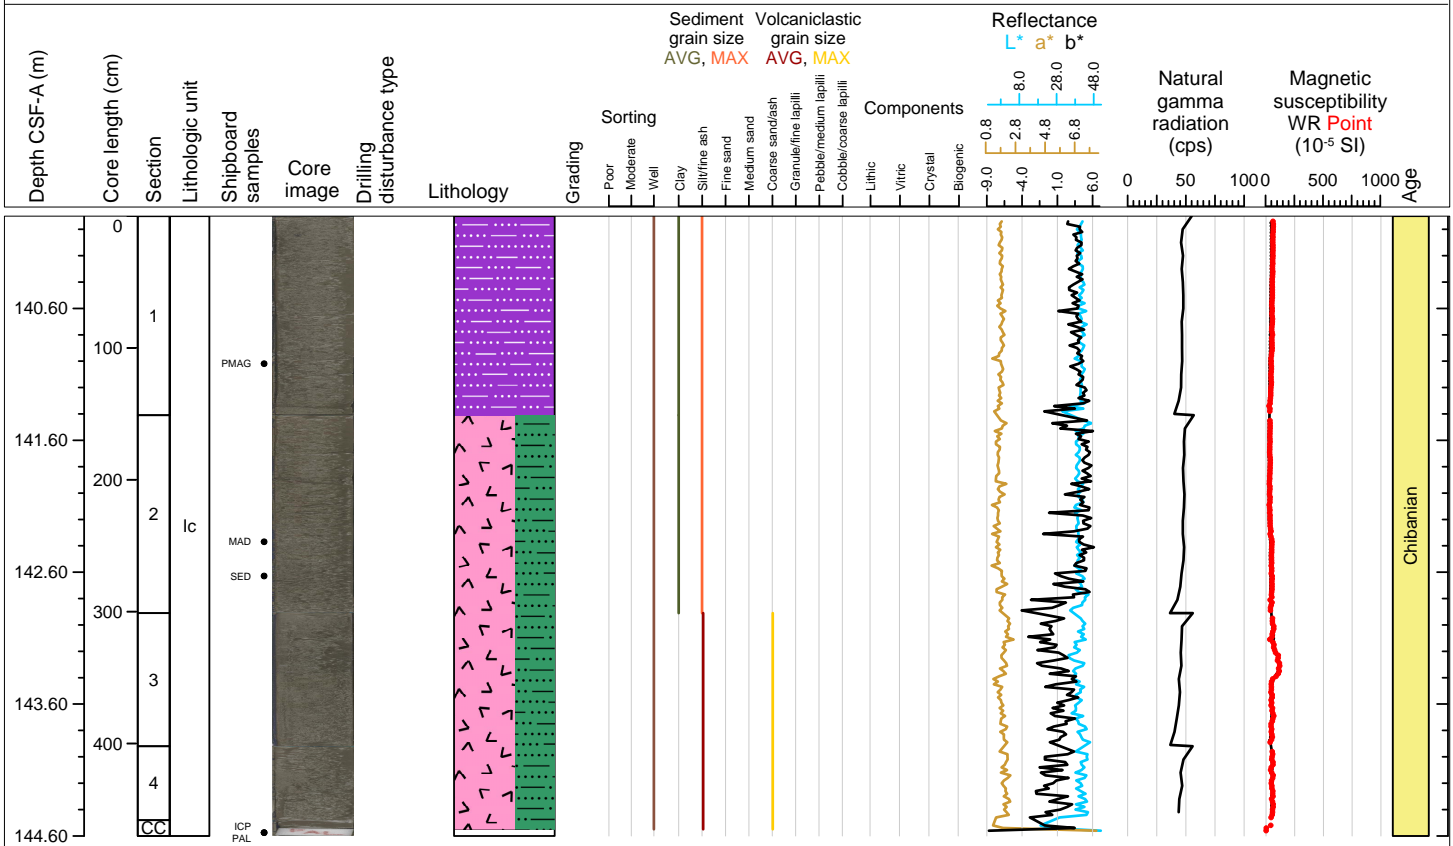 Depth CSF-A (m)
Core length (cm)
Section
Lithologic unit
Shipboard
samples
Core
image
Drilling
disturbance type
Lithology
Grading
Sorting
Poor
Moderate
Well
Sediment
grain size
AVG, MAX
Volcaniclastic
grain size
AVG, MAX
Clay
Silt/fine ash
Fine sand
Medium sand
Coarse sand/ash
Granule/fine lapilli
Pebble/medium lapilli
Cobble/coarse lapilli
Components
Lithic
Vitric
Crystal
Biogenic
Reflectance
L* a* b*
8.0 28.0 48.0
0.8 2.8 4.8 6.8
-9.0 -4.0 1.0 6.0
Natural
gamma
radiation
(cps)
0 50 100
Magnetic
susceptibility
WR Point
(10⁻⁵ SI)
0 500 1000
Age
0
100
200
300
400
140.60
141.60
142.60
143.60
144.60
1
2
3
4
CC
Ic
PMAG
MAD
SED
ICP
PAL
Chibanian